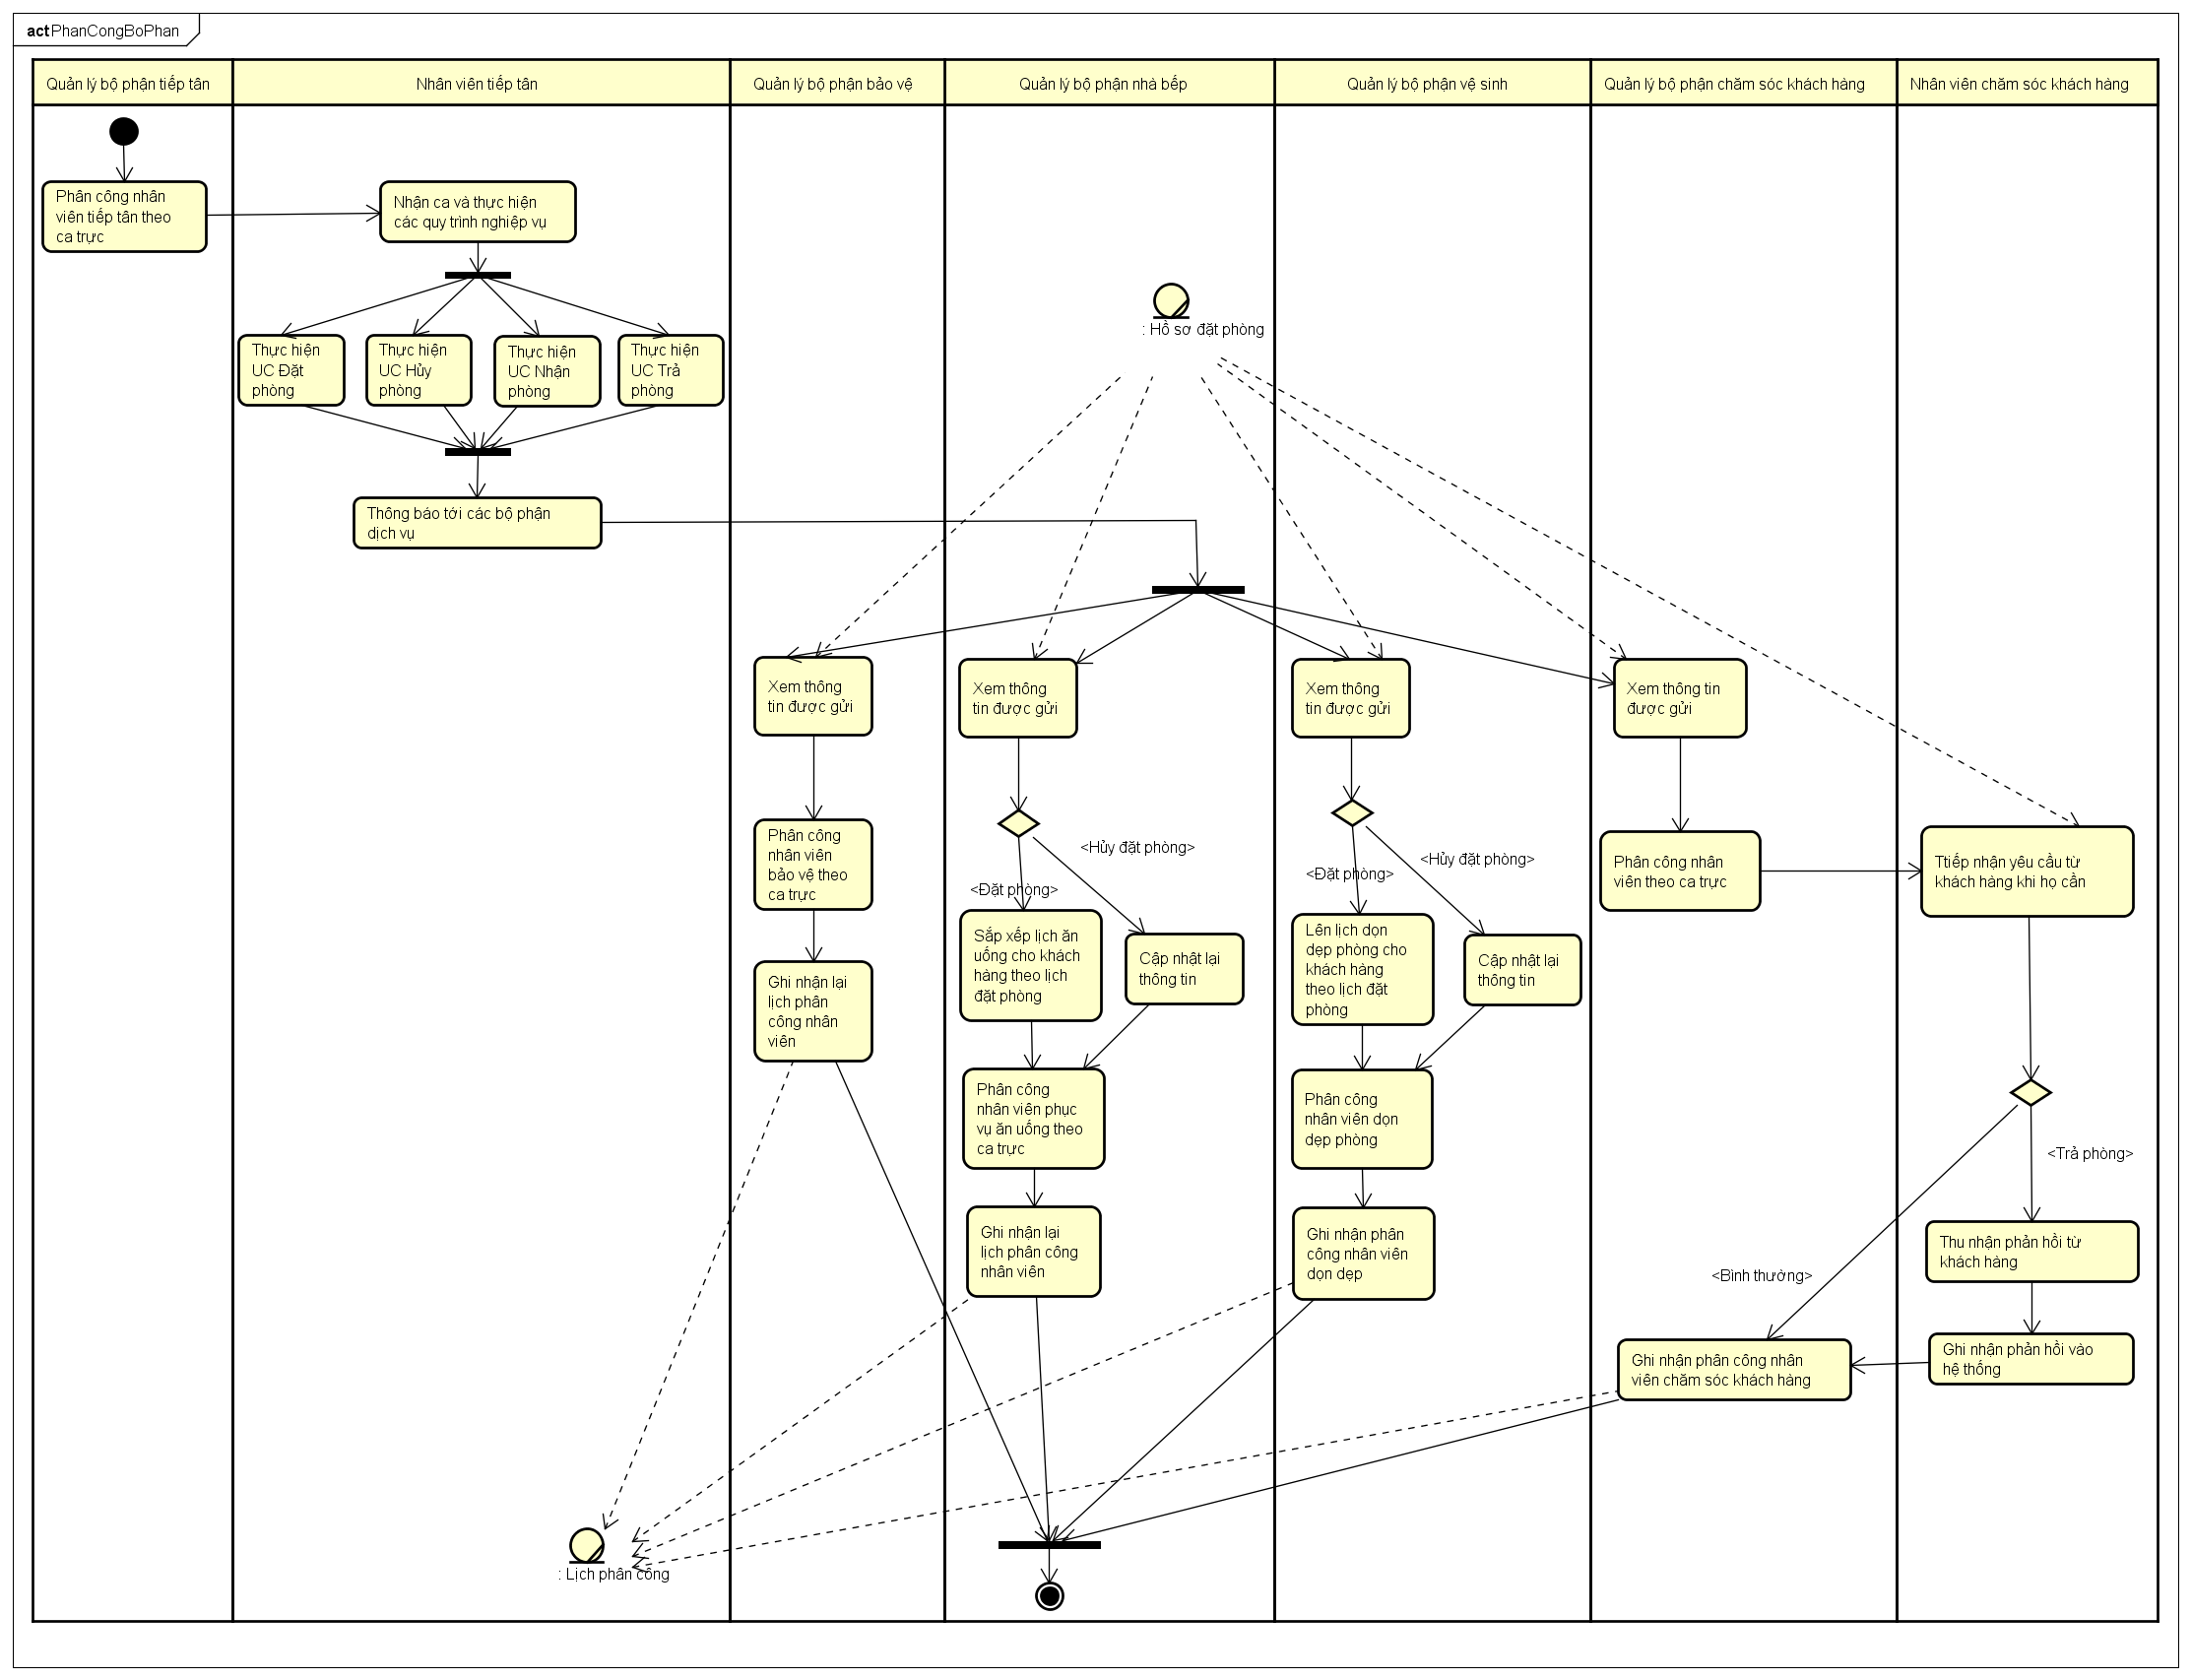 act PhanCongBoPhan
Quản lý bộ phận tiếp tân
Nhân viên tiếp tân
Quản lý bộ phận bảo vệ
Quản lý bộ phận nhà bếp
Quản lý bộ phận vệ sinh
Quản lý bộ phận chăm sóc khách hàng
Nhân viên chăm sóc khách hàng
Phân công nhân
viên tiếp tân theo
ca trực
Nhận ca và thực hiện
các quy trình nghiệp vụ
Thực hiện
UC Đặt
phòng
Thực hiện
UC Hủy
phòng
Thực hiện
UC Nhận
phòng
Thực hiện
UC Trả
phòng
: Hồ sơ đặt phòng
Thông báo tới các bộ phận
dịch vụ
Xem thông
tin được gửi
Xem thông
tin được gửi
Xem thông
tin được gửi
Xem thông tin
được gửi
Phân công
nhân viên
bảo vệ theo
ca trực
<Hủy đặt phòng>
<Đặt phòng>
<Hủy đặt phòng>
<Đặt phòng>
Phân công nhân
viên theo ca trực
Ttiếp nhận yêu cầu từ
khách hàng khi họ cần
Ghi nhận lại
lịch phân
công nhân
viên
Sắp xếp lịch ăn
uống cho khách
hàng theo lịch
đặt phòng
Cập nhật lại
thông tin
Lên lịch dọn
dẹp phòng cho
khách hàng
theo lịch đặt
phòng
Cập nhật lại
thông tin
Phân công
nhân viên phục
vụ ăn uống theo
ca trực
Phân công
nhân viên dọn
dẹp phòng
<Trả phòng>
Ghi nhận lại
lịch phân công
nhân viên
Ghi nhận phân
công nhân viên
dọn dẹp
<Bình thường>
Thu nhận phản hồi từ
khách hàng
Ghi nhận phân công nhân
viên chăm sóc khách hàng
Ghi nhận phản hồi vào
hệ thống
: Lịch phân công